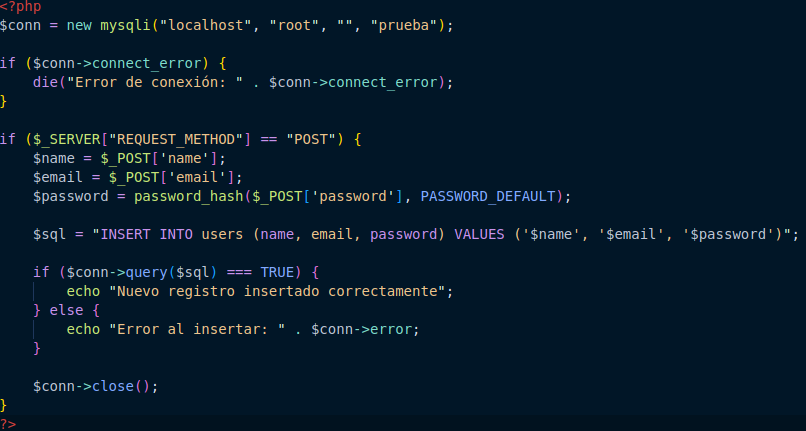 <?php
$conn = new mysqli("localhost", "root", "", "prueba");
if ($conn->connect_error) {
die("Error de conexión: " . $conn->connect_error);
}
if ($_SERVER["REQUEST_METHOD"] == "POST") {
$name = $_POST['name'];
$email = $_POST['email'];
$password = password_hash($_POST['password'], PASSWORD_DEFAULT);
$sql = "INSERT INTO users (name, email, password) VALUES ('$name', '$email', '$password')";
if ($conn->query($sql) === TRUE) {
echo "Nuevo registro insertado correctamente";
} else {
echo "Error al insertar: " . $conn->error;
}
$conn->close();
}
?>